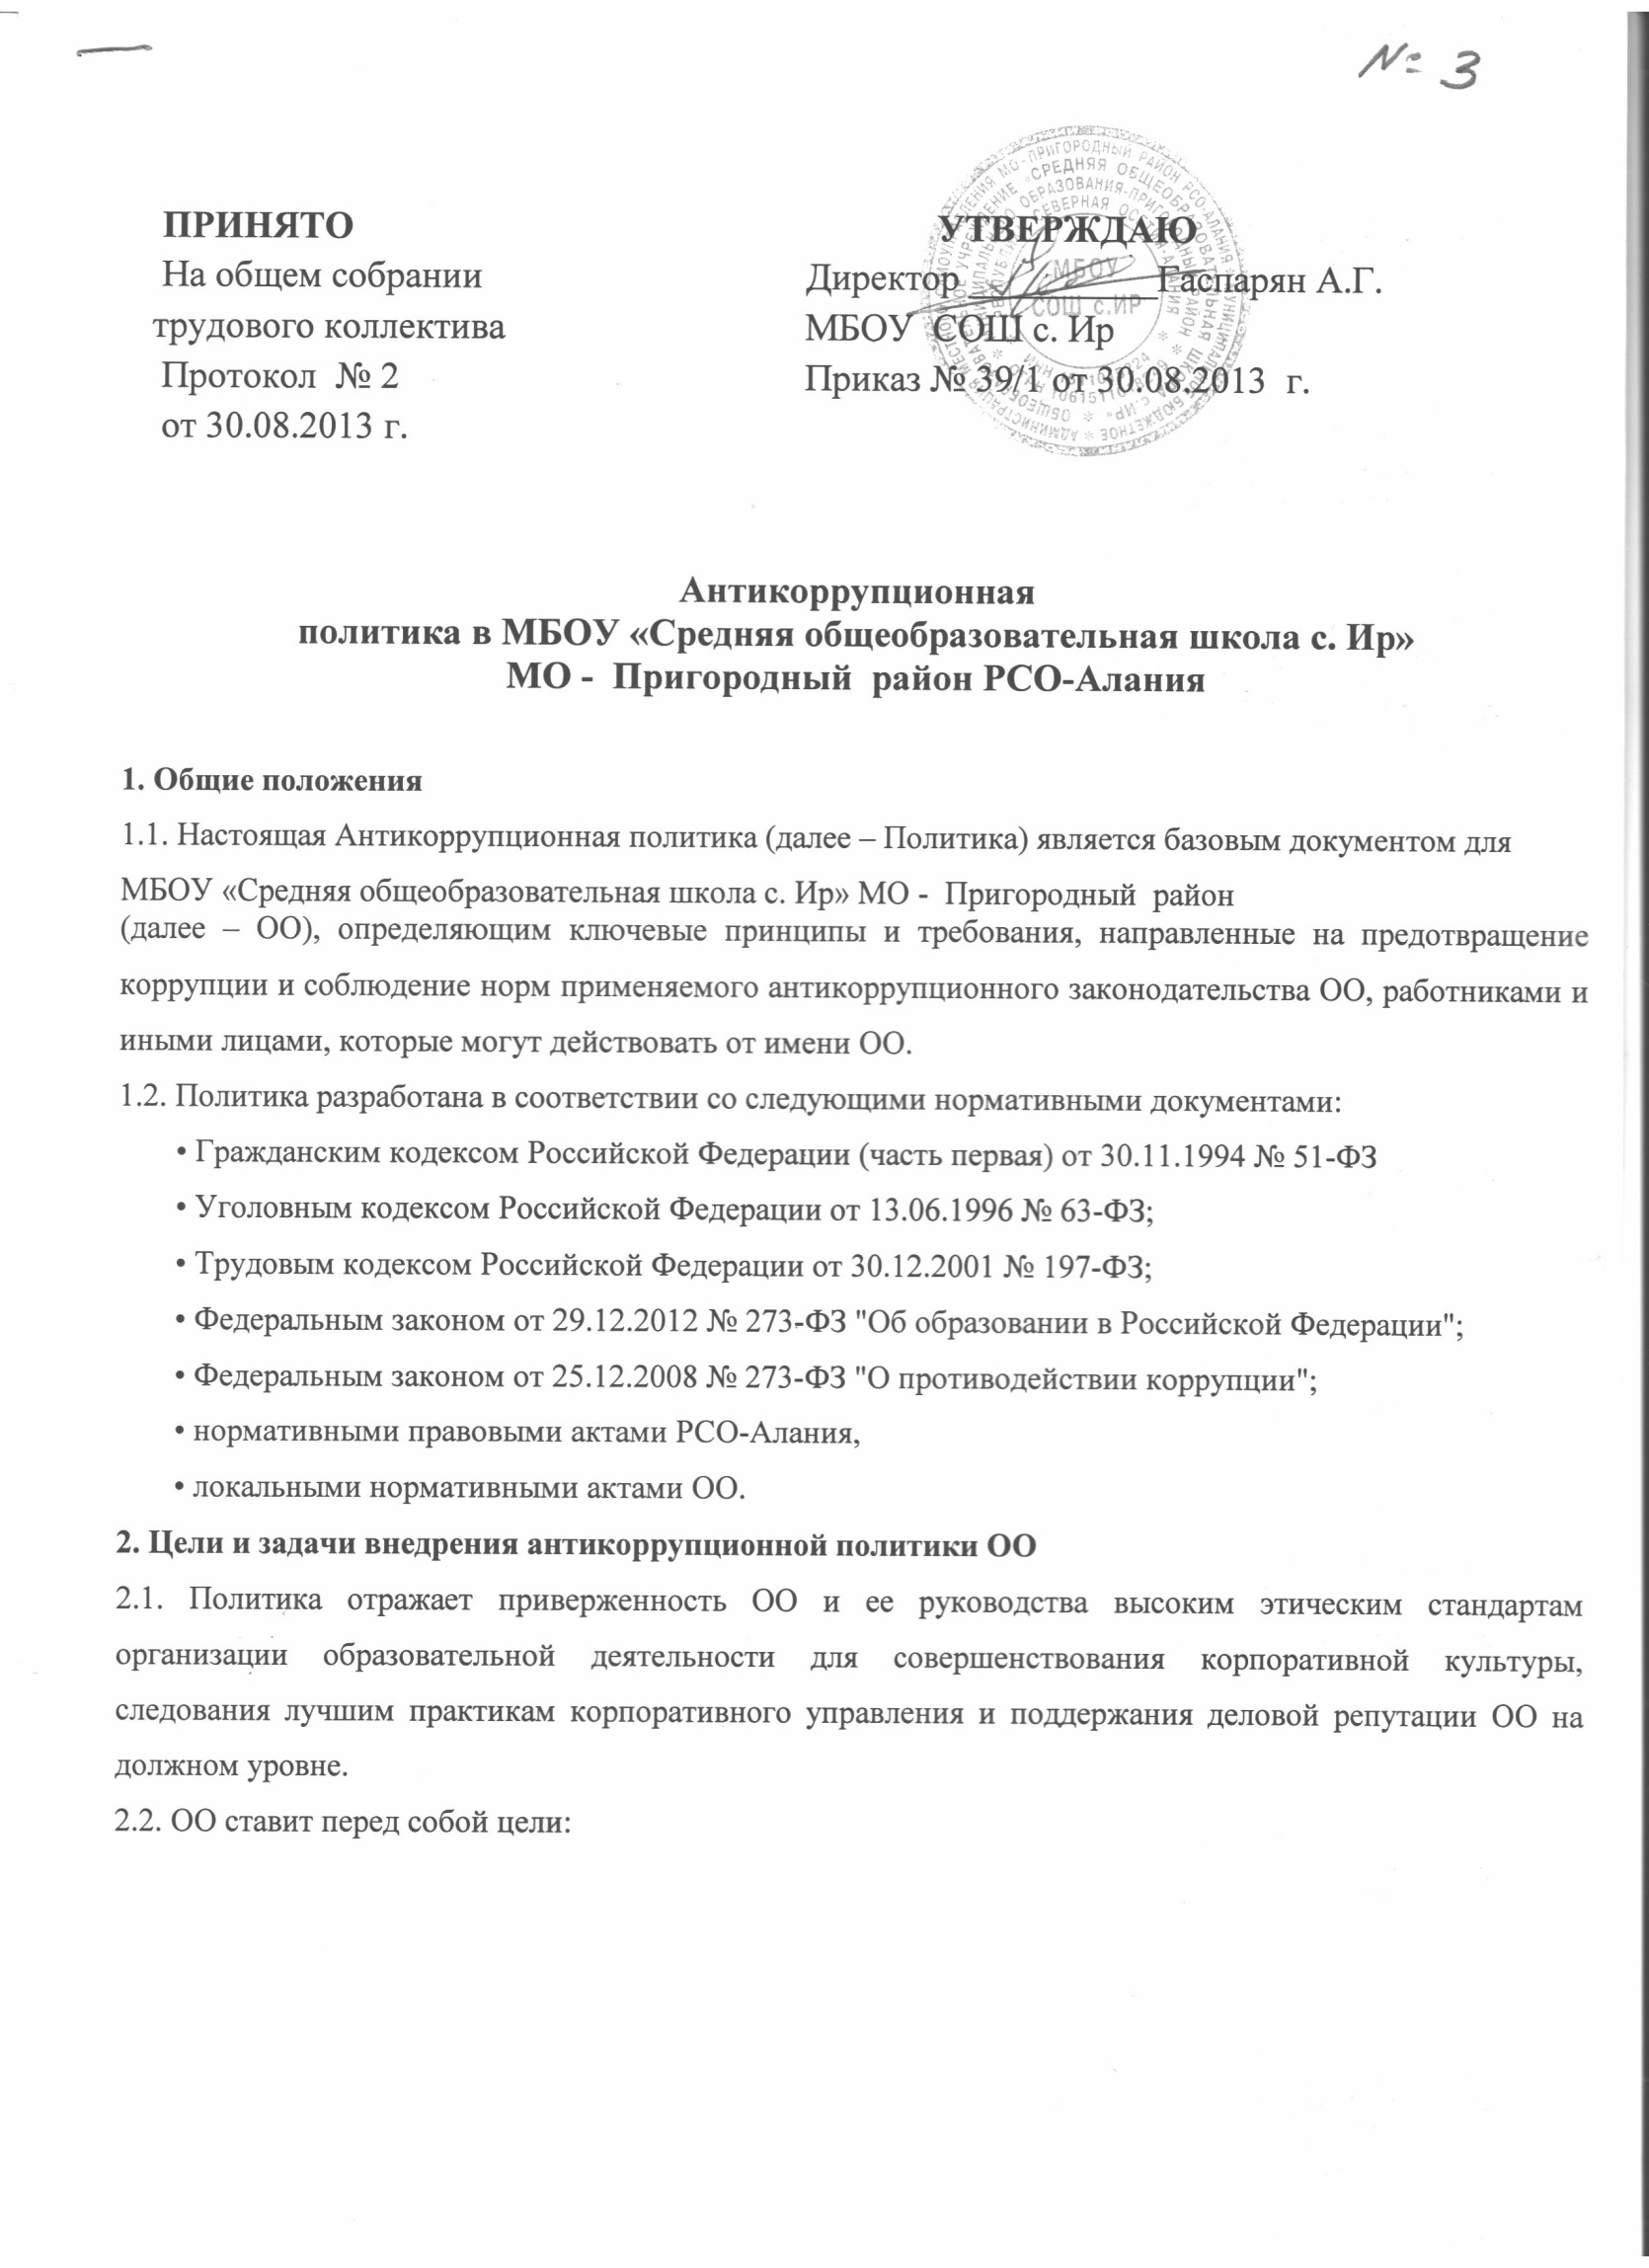 № 3
ПРИНЯТО
На общем собрании
трудового коллектива
Протокол № 2
от 30.08.2013 г.
УТВЕРЖДАЮ
Директор Гаспарян А.Г.
МБОУ СОШ с. Ир
Приказ № 39/1 от 30.08.2013 г.
МБОУ
СОШ с.ИР
Антикоррупционная
политика в МБОУ «Средняя общеобразовательная школа с. Ир»
МО - Пригородный район РСО-Алания
1. Общие положения
1.1. Настоящая Антикоррупционная политика (далее – Политика) является базовым документом для
МБОУ «Средняя общеобразовательная школа с. Ир» МО - Пригородный район
(далее – ОО), определяющим ключевые принципы и требования, направленные на предотвращение
коррупции и соблюдение норм применяемого антикоррупционного законодательства ОО, работниками и
иными лицами, которые могут действовать от имени ОО.
1.2. Политика разработана в соответствии со следующими нормативными документами:
• Гражданским кодексом Российской Федерации (часть первая) от 30.11.1994 № 51-ФЗ
• Уголовным кодексом Российской Федерации от 13.06.1996 № 63-ФЗ;
• Трудовым кодексом Российской Федерации от 30.12.2001 № 197-ФЗ;
• Федеральным законом от 29.12.2012 № 273-ФЗ "Об образовании в Российской Федерации";
• Федеральным законом от 25.12.2008 № 273-ФЗ "О противодействии коррупции";
• нормативными правовыми актами РСО-Алания,
• локальными нормативными актами ОО.
2. Цели и задачи внедрения антикоррупционной политики ОО
2.1. Политика отражает приверженность ОО и ее руководства высоким этическим стандартам
организации образовательной деятельности для совершенствования корпоративной культуры,
следования лучшим практикам корпоративного управления и поддержания деловой репутации ОО на
должном уровне.
2.2. ОО ставит перед собой цели: